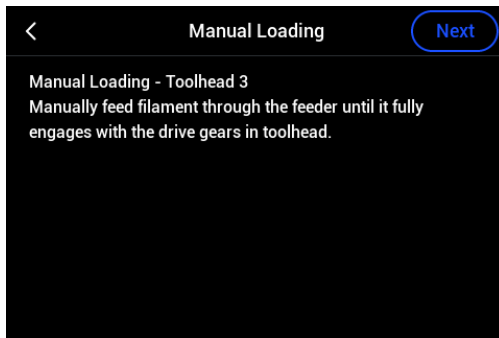 Manual Loading
Next
Manual Loading - Toolhead 3
Manually feed filament through the feeder until it fully
engages with the drive gears in toolhead.